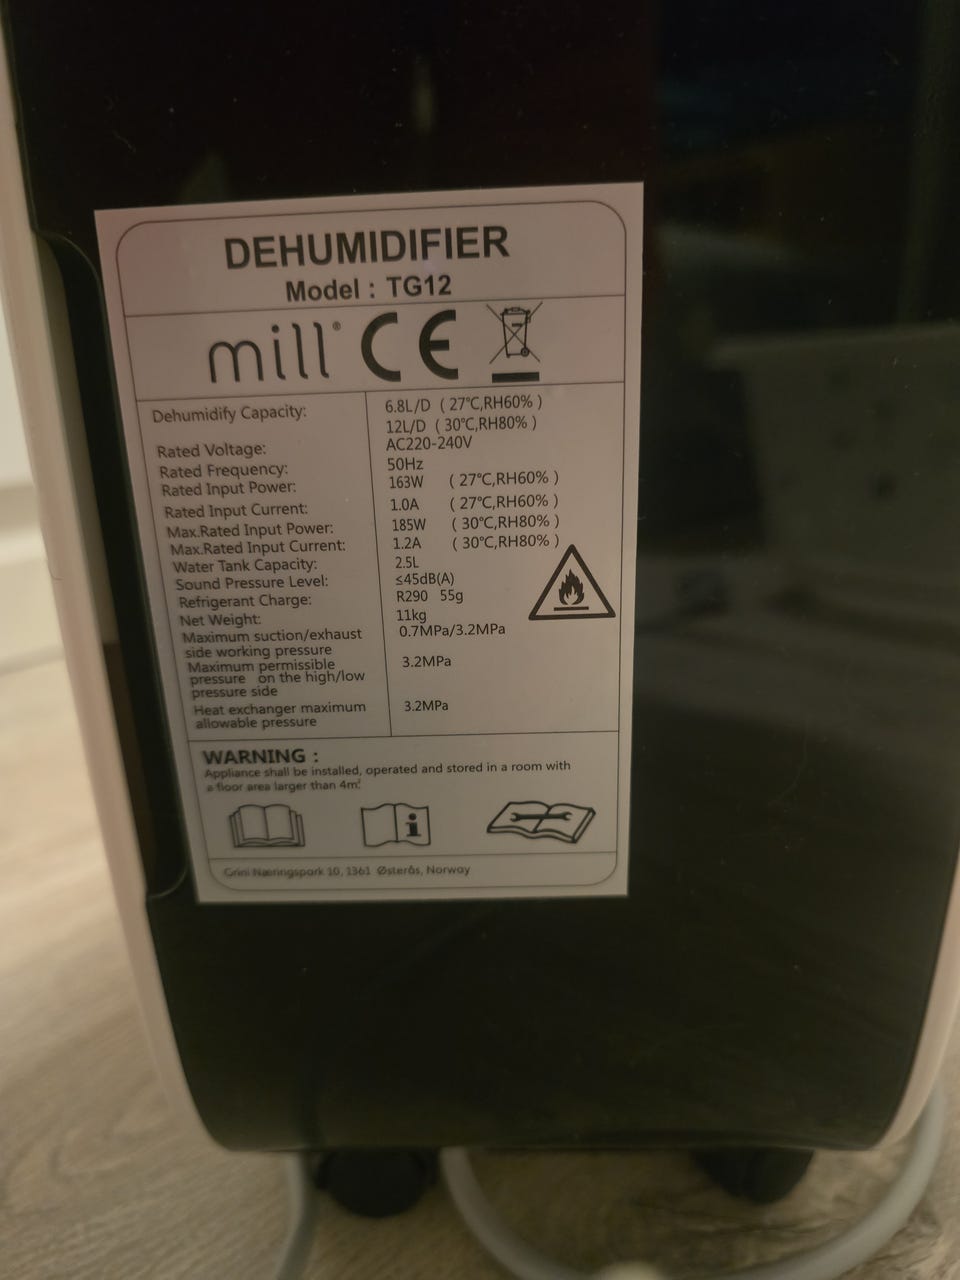 DEHUMIDIFIER
Model : TG12
mill® CE
Dehumidify Capacity: 6.8L/D ( 27℃,RH60% )
12L/D ( 30℃,RH80% )
Rated Voltage: AC220-240V
Rated Frequency: 50Hz
Rated Input Power: 163W ( 27℃,RH60% )
Rated Input Current: 1.0A ( 27℃,RH60% )
Max.Rated Input Power: 185W ( 30℃,RH80% )
Max.Rated Input Current: 1.2A ( 30℃,RH80% )
Water Tank Capacity: 2.5L
Sound Pressure Level: ≤45dB(A)
Refrigerant Charge: R290 55g
Net Weight: 11kg
Maximum suction/exhaust 0.7MPa/3.2MPa
side working pressure
Maximum permissible 3.2MPa
pressure on the high/low
pressure side
Heat exchanger maximum 3.2MPa
allowable pressure
WARNING :
Appliance shall be installed, operated and stored in a room with
a floor area larger than 4m².
Grini Næringspark 10, 1361 Østerås, Norway